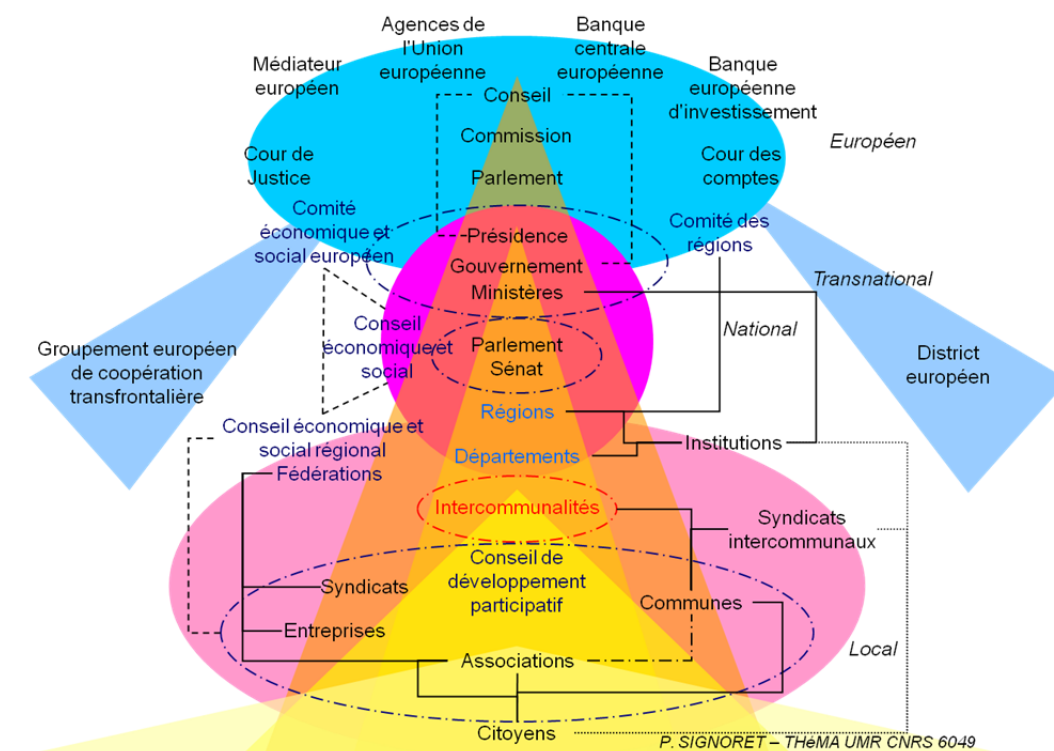 Agences de
l'Union
européenne
Banque
centrale
européenne
Médiateur
européen
Banque
européenne
d'investissement
Conseil
Commission
Européen
Cour de
Justice
Parlement
Cour des
comptes
Comité
économique et
social européen
Présidence
Comité des
régions
Gouvernement
Ministères
Transnational
National
Conseil
économique et
social
Parlement
Sénat
Groupement européen
de coopération
transfrontalière
District
européen
Régions
Conseil économique et
social régional
Institutions
Départements
Fédérations
Intercommunalités
Syndicats
intercommunaux
Conseil de
développement
participatif
Syndicats
Communes
Entreprises
Local
Associations
Citoyens
P. SIGNORET – THéMA UMR CNRS 6049